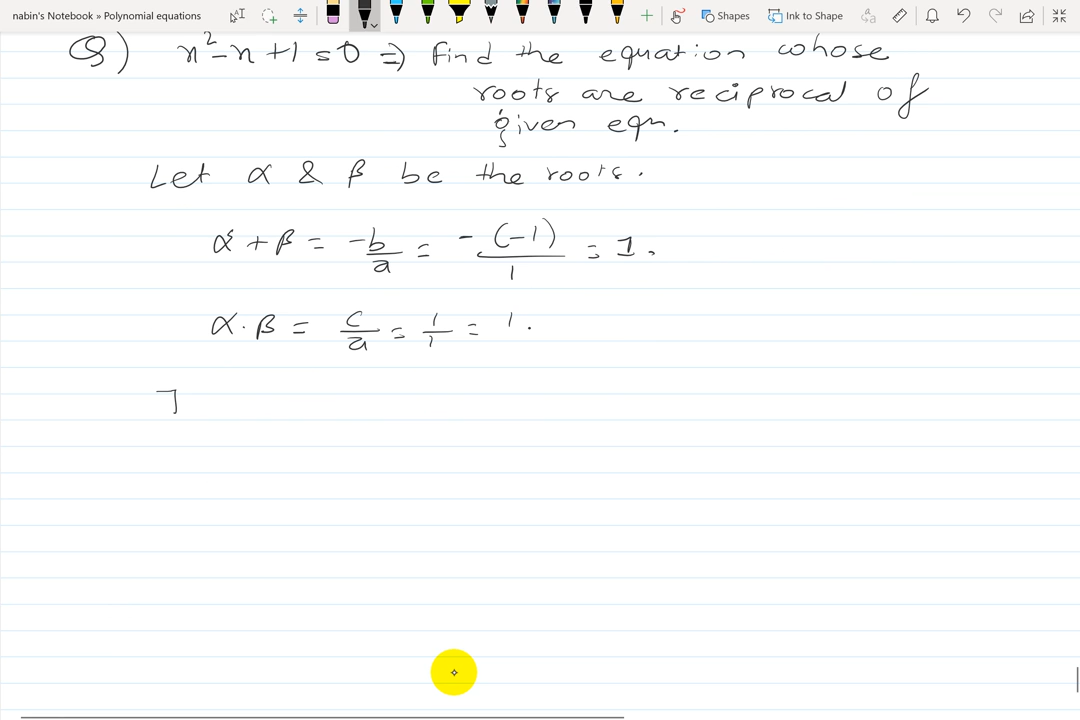 nabin's Notebook » Polynomial equations
Shapes
Ink to Shape
Q) x² - x + 1 = 0 ⇒ Find the equation whose
roots are reciprocal of
given eqn.
Let α & β be the roots.
α + β = -b/a = -(-1)/1 = 1.
α · β = c/a = 1/1 = 1.